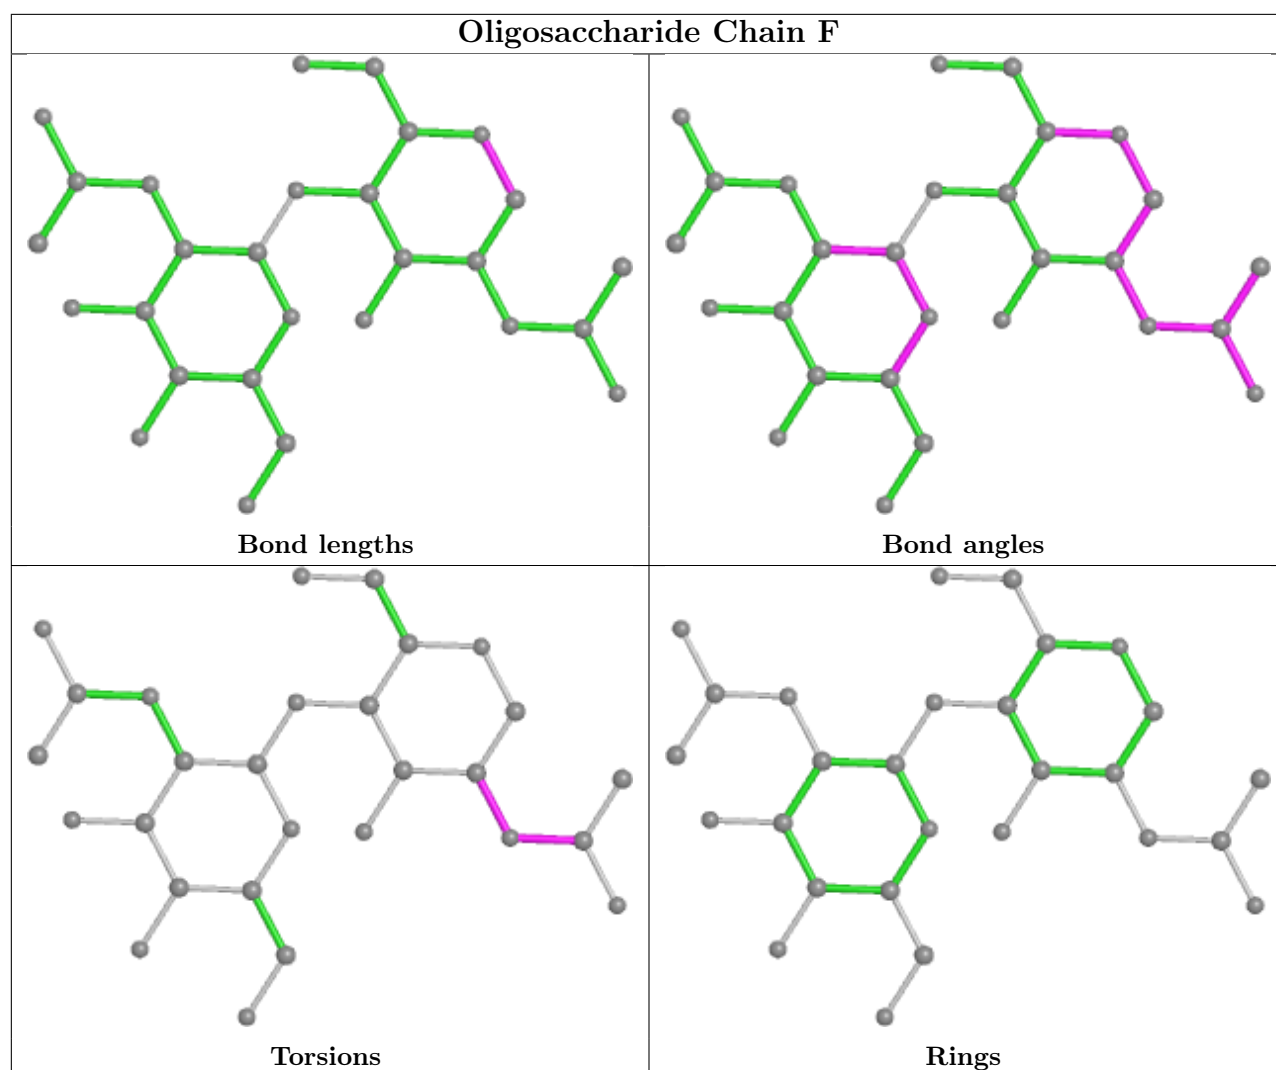 Oligosaccharide Chain F
Bond lengths
Bond angles
Torsions
Rings